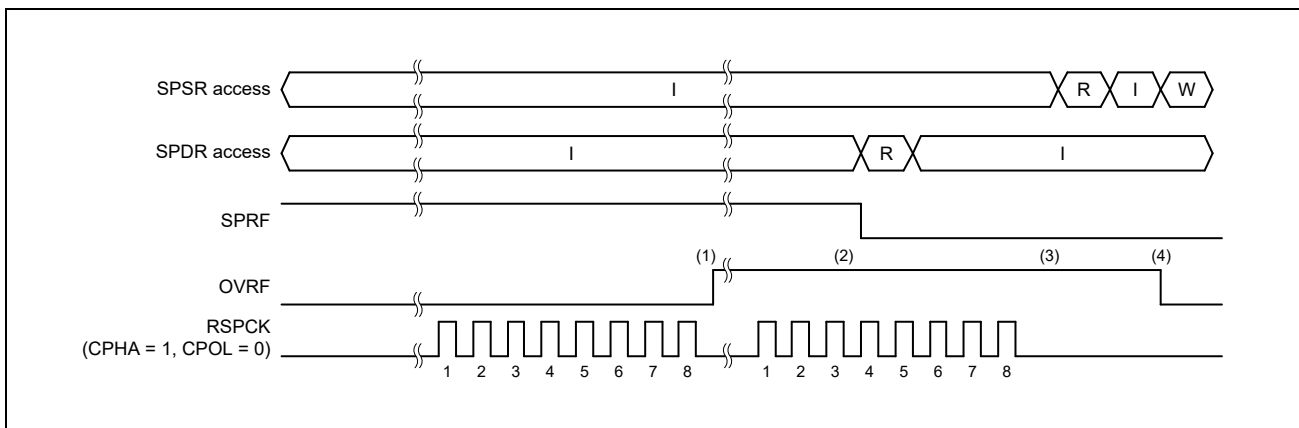 SPSR access I R I W
SPDR access I R I
SPRF
(1) (2) (3) (4)
OVRF
RSPCK
(CPHA = 1, CPOL = 0)
1 2 3 4 5 6 7 8 1 2 3 4 5 6 7 8